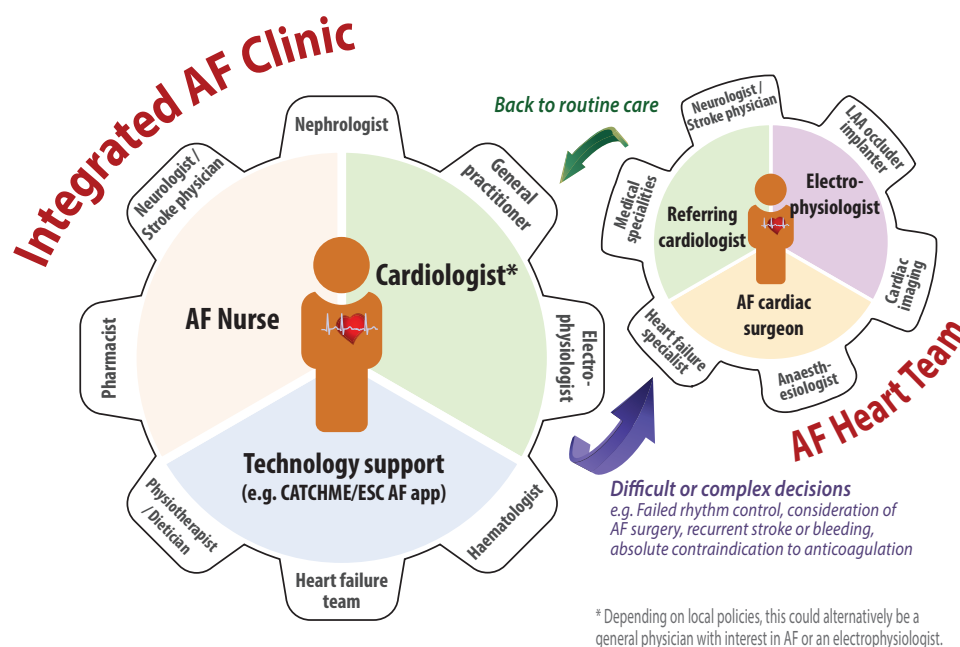 Integrated AF Clinic
Nephrologist
General
practitioner
Electro-
physiologist
Haematologist
Heart failure
team
Physiotherapist
/ Dietician
Pharmacist
Neurologist /
Stroke physician
AF Nurse
Cardiologist*
Technology support
(e.g. CATCHME/ESC AF app)
Back to routine care
Difficult or complex decisions
e.g. Failed rhythm control, consideration of
AF surgery, recurrent stroke or bleeding,
absolute contraindication to anticoagulation
AF Heart Team
Neurologist /
Stroke physician
LAA occluder
implanter
Cardiac
imaging
Anaesth-
esiologist
Heart failure
specialist
Medical
specialities
Referring
cardiologist
Electro-
physiologist
AF cardiac
surgeon
* Depending on local policies, this could alternatively be a
general physician with interest in AF or an electrophysiologist.